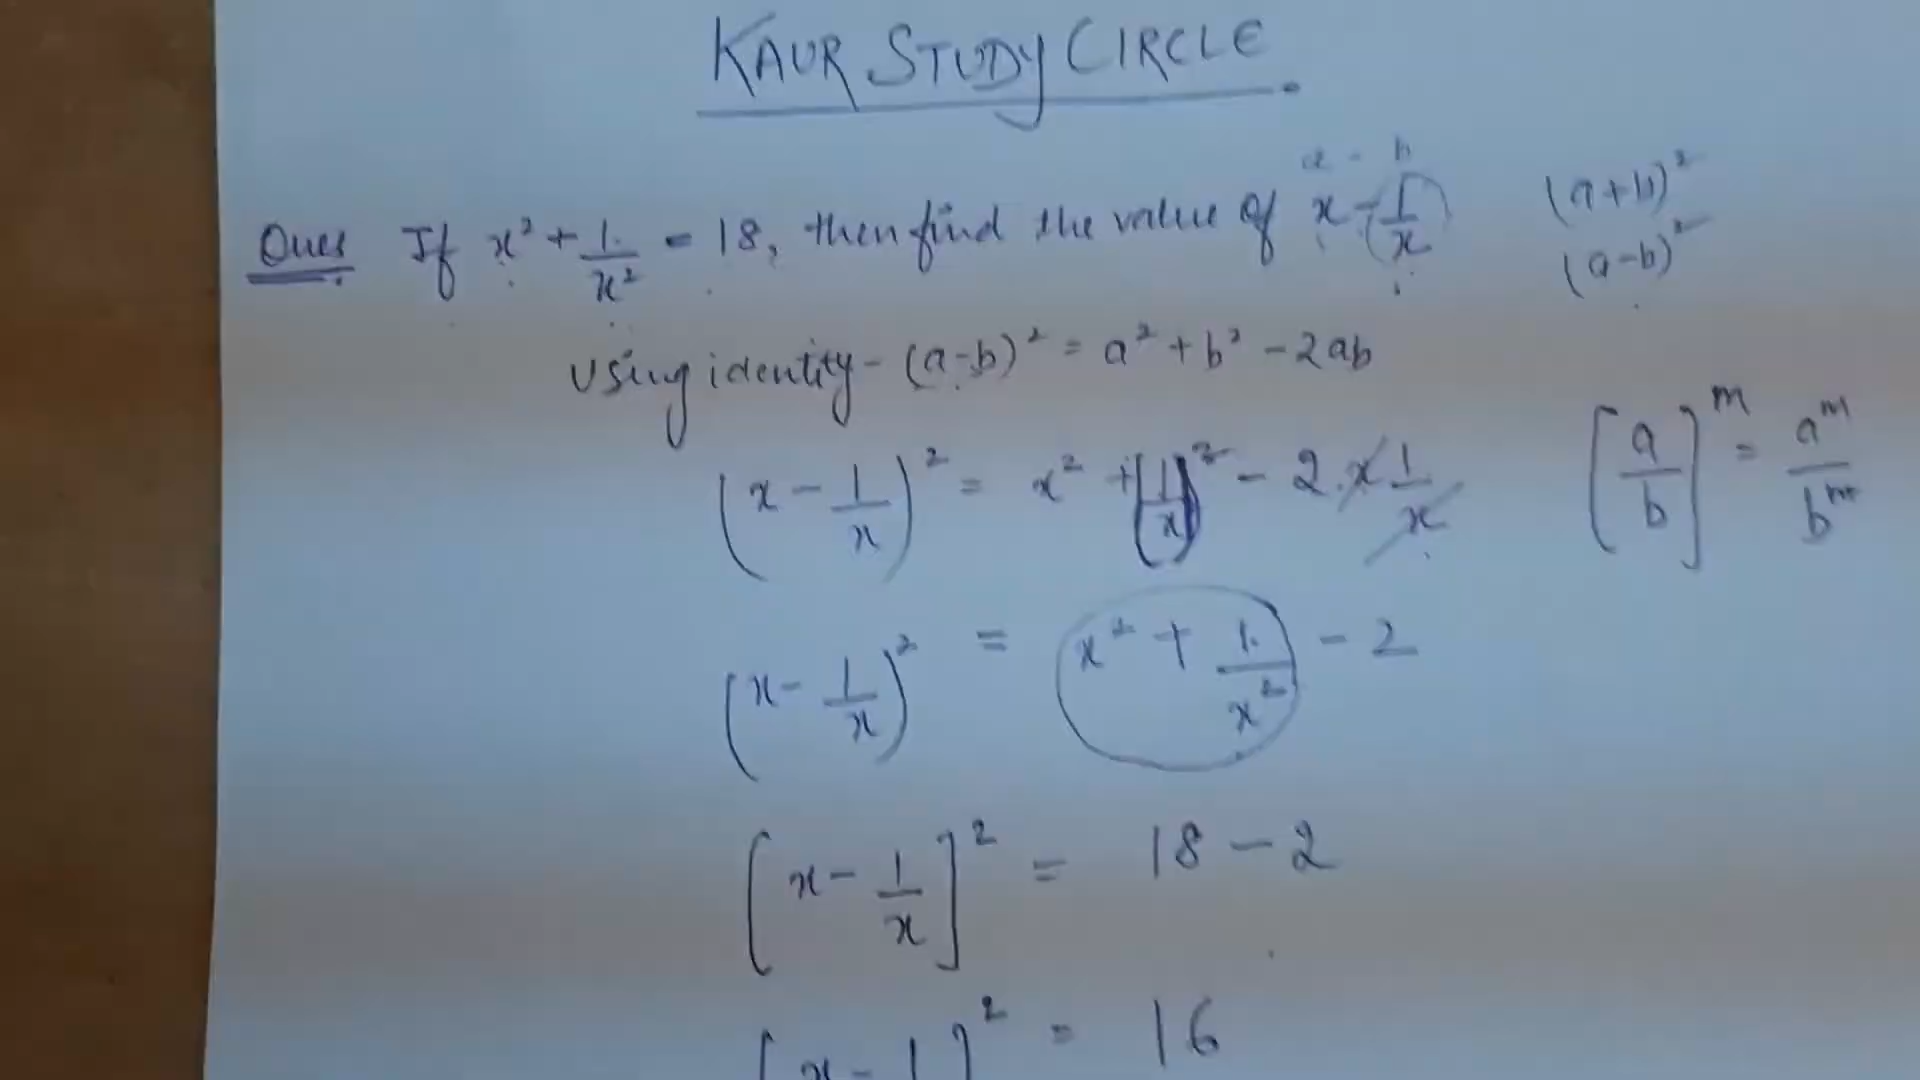 KAUR STUDY CIRCLE
Ques If x² + 1/x² = 18, then find the value of x - 1/x
a - b
(a+b)²
(a-b)²
Using identity - (a-b)² = a² + b² - 2ab
(x - 1/x)² = x² + (1/x)² - 2·x 1/x
[a/b]^m = a^m/b^m
(x - 1/x)² = x² + 1/x² - 2
[x - 1/x]² = 18 - 2
[x - 1 ]² = 16